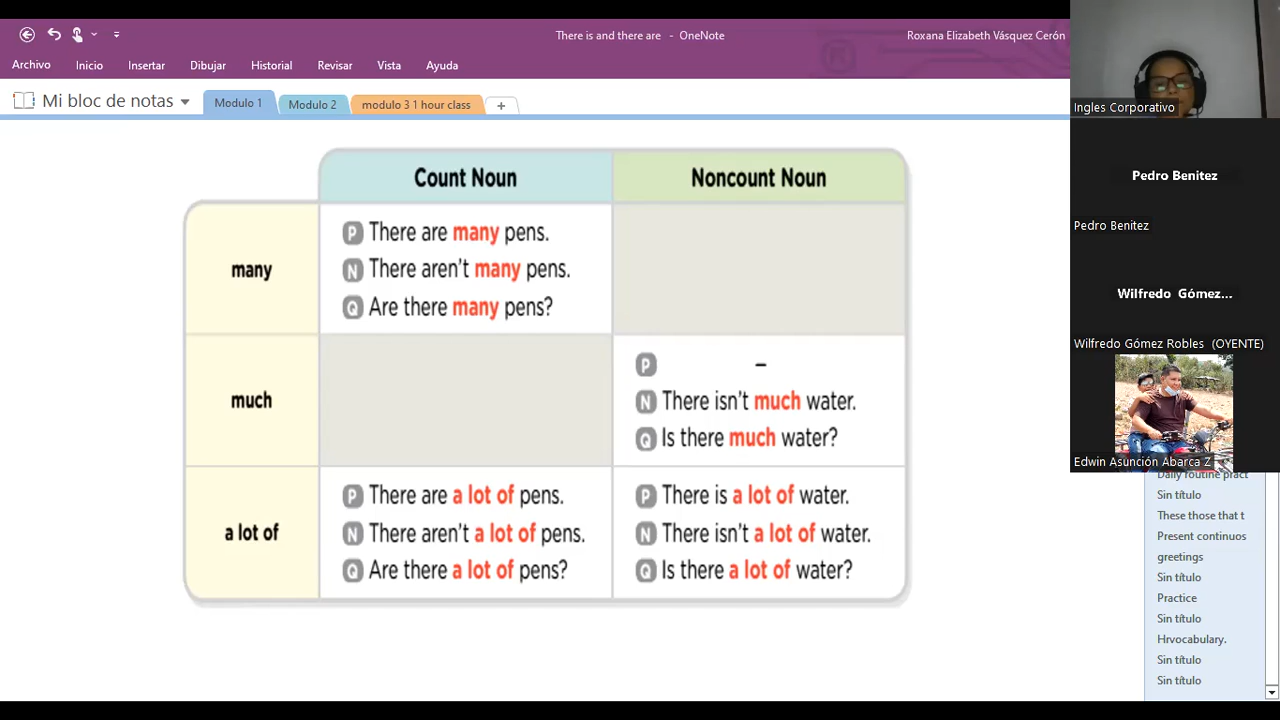 There is and there are - OneNote
Roxana Elizabeth Vásquez Cerón
Archivo Inicio Insertar Dibujar Historial Revisar Vista Ayuda
Mi bloc de notas
Modulo 1
Modulo 2
modulo 3 1 hour class
+
Count Noun
Noncount Noun
many
P There are many pens.
N There aren't many pens.
Q Are there many pens?
much
P –
N There isn't much water.
Q Is there much water?
a lot of
P There are a lot of pens.
N There aren't a lot of pens.
Q Are there a lot of pens?
P There is a lot of water.
N There isn't a lot of water.
Q Is there a lot of water?
Ingles Corporativo
Pedro Benitez
Pedro Benitez
Wilfredo Gómez...
Wilfredo Gómez Robles (OYENTE)
Edwin Asunción Abarca Z
Daily routine pract
Sin título
These those that t
Present continuos
greetings
Sin título
Practice
Sin título
Hrvocabulary.
Sin título
Sin título